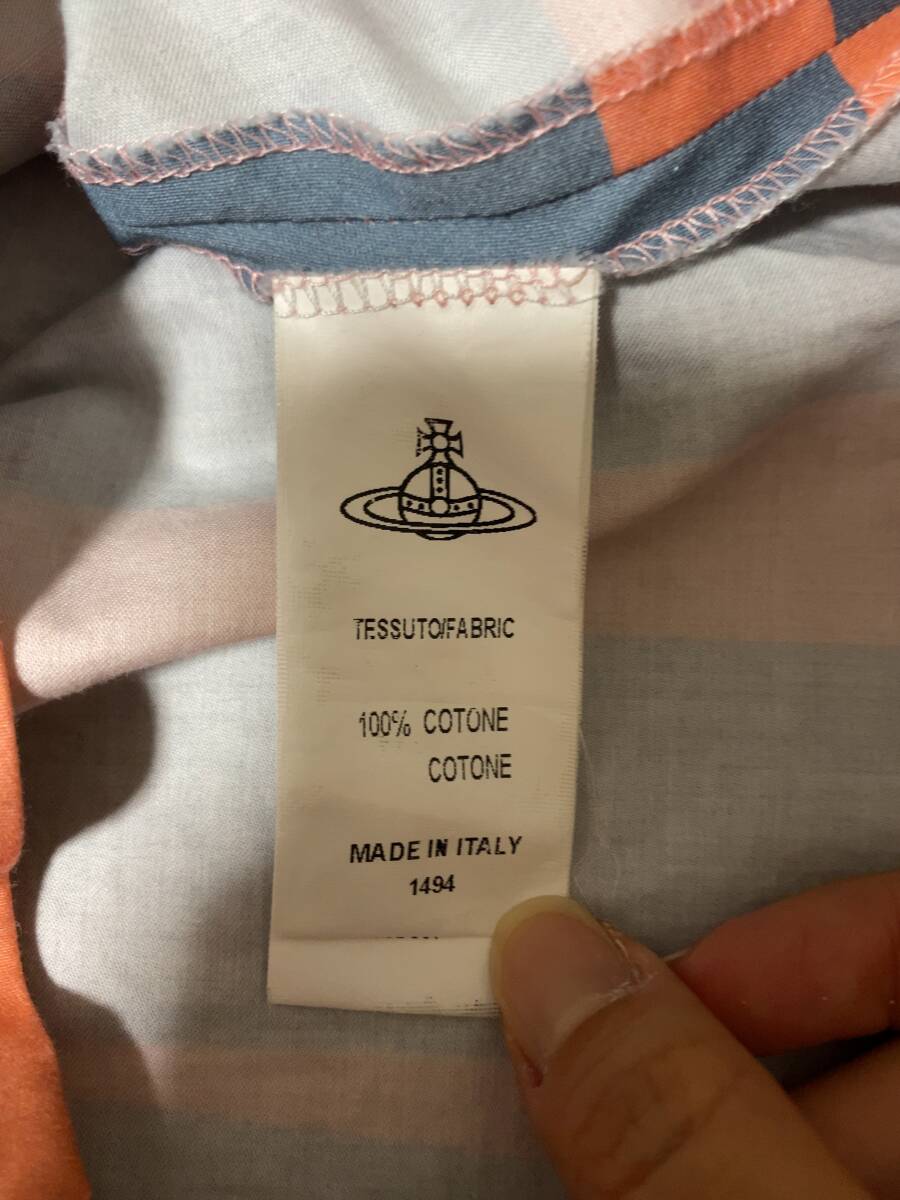 TESSUTO/FABRIC
100% COTONE
COTONE
MADE IN ITALY
1494